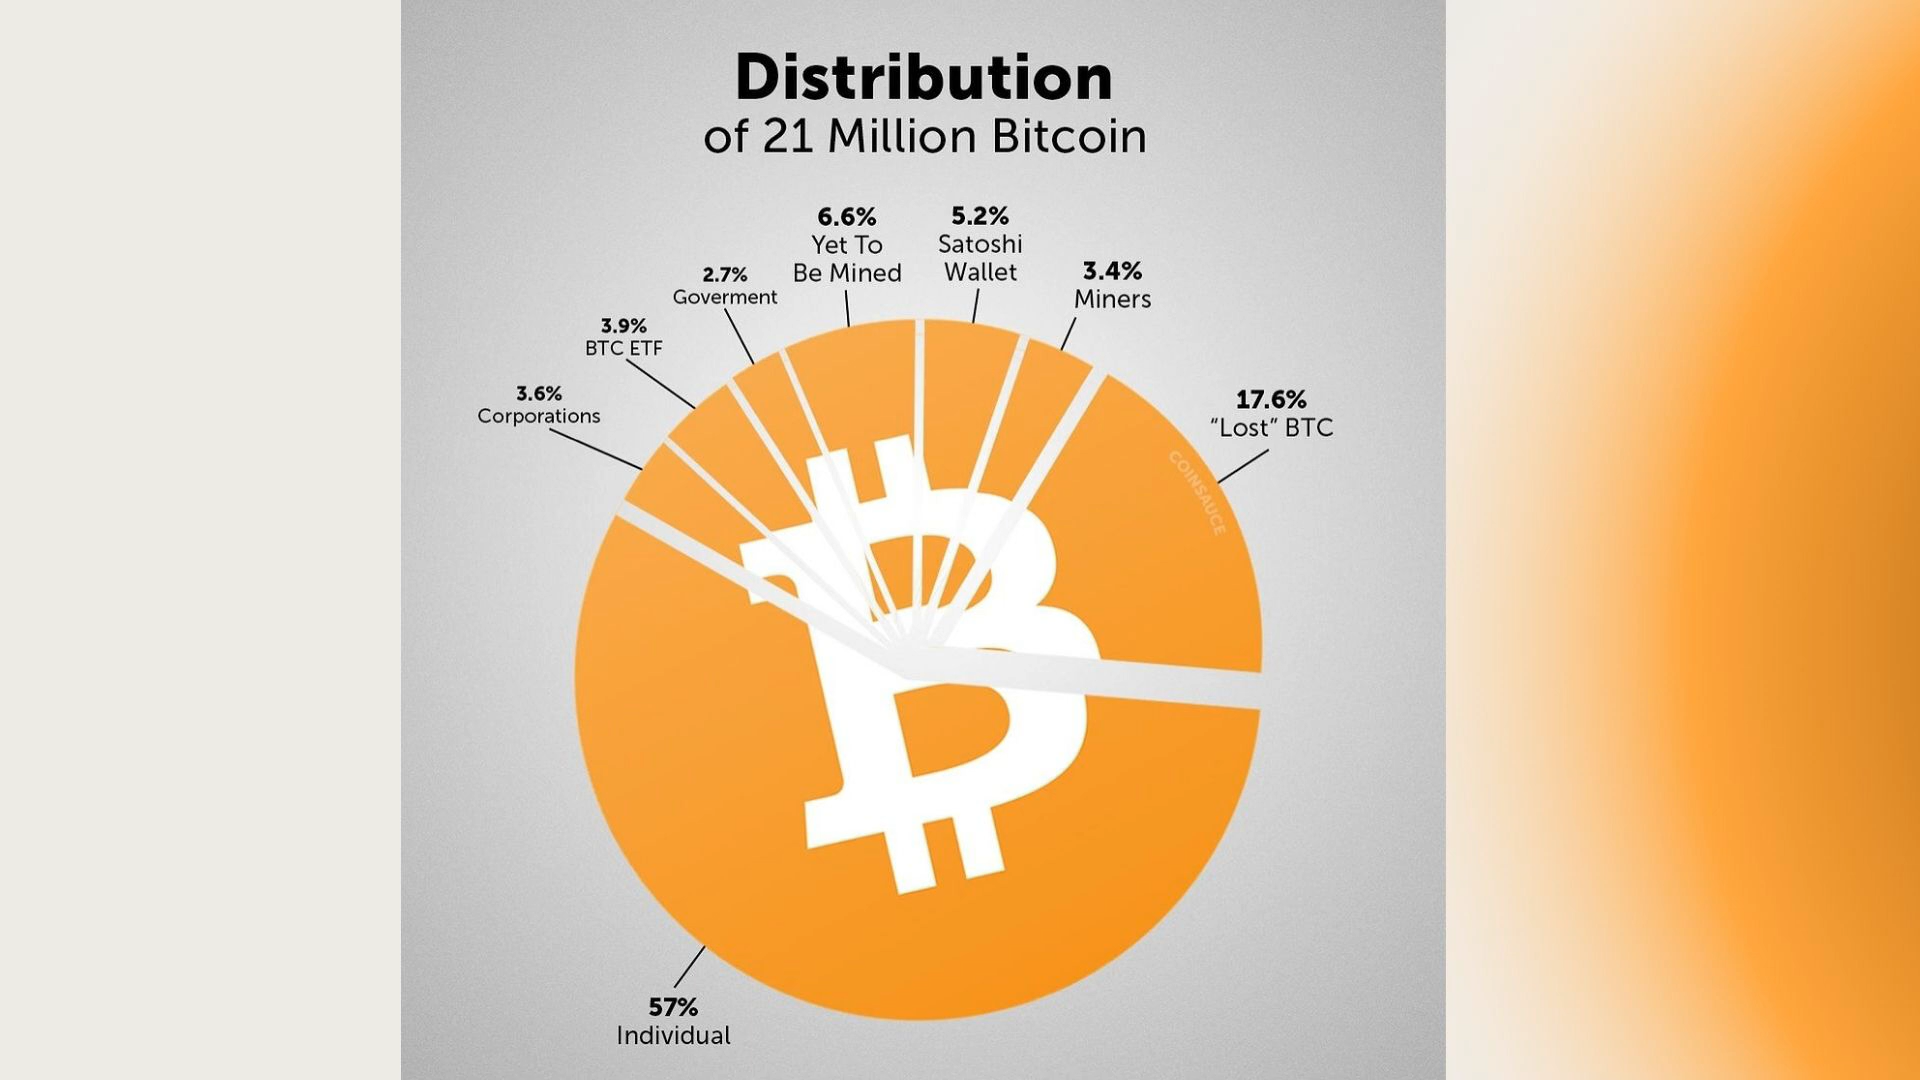 Distribution
of 21 Million Bitcoin
6.6%
Yet To
Be Mined
5.2%
Satoshi
Wallet
2.7%
Goverment
3.4%
Miners
3.9%
BTC ETF
3.6%
Corporations
17.6%
“Lost” BTC
COINSAUCE
57%
Individual